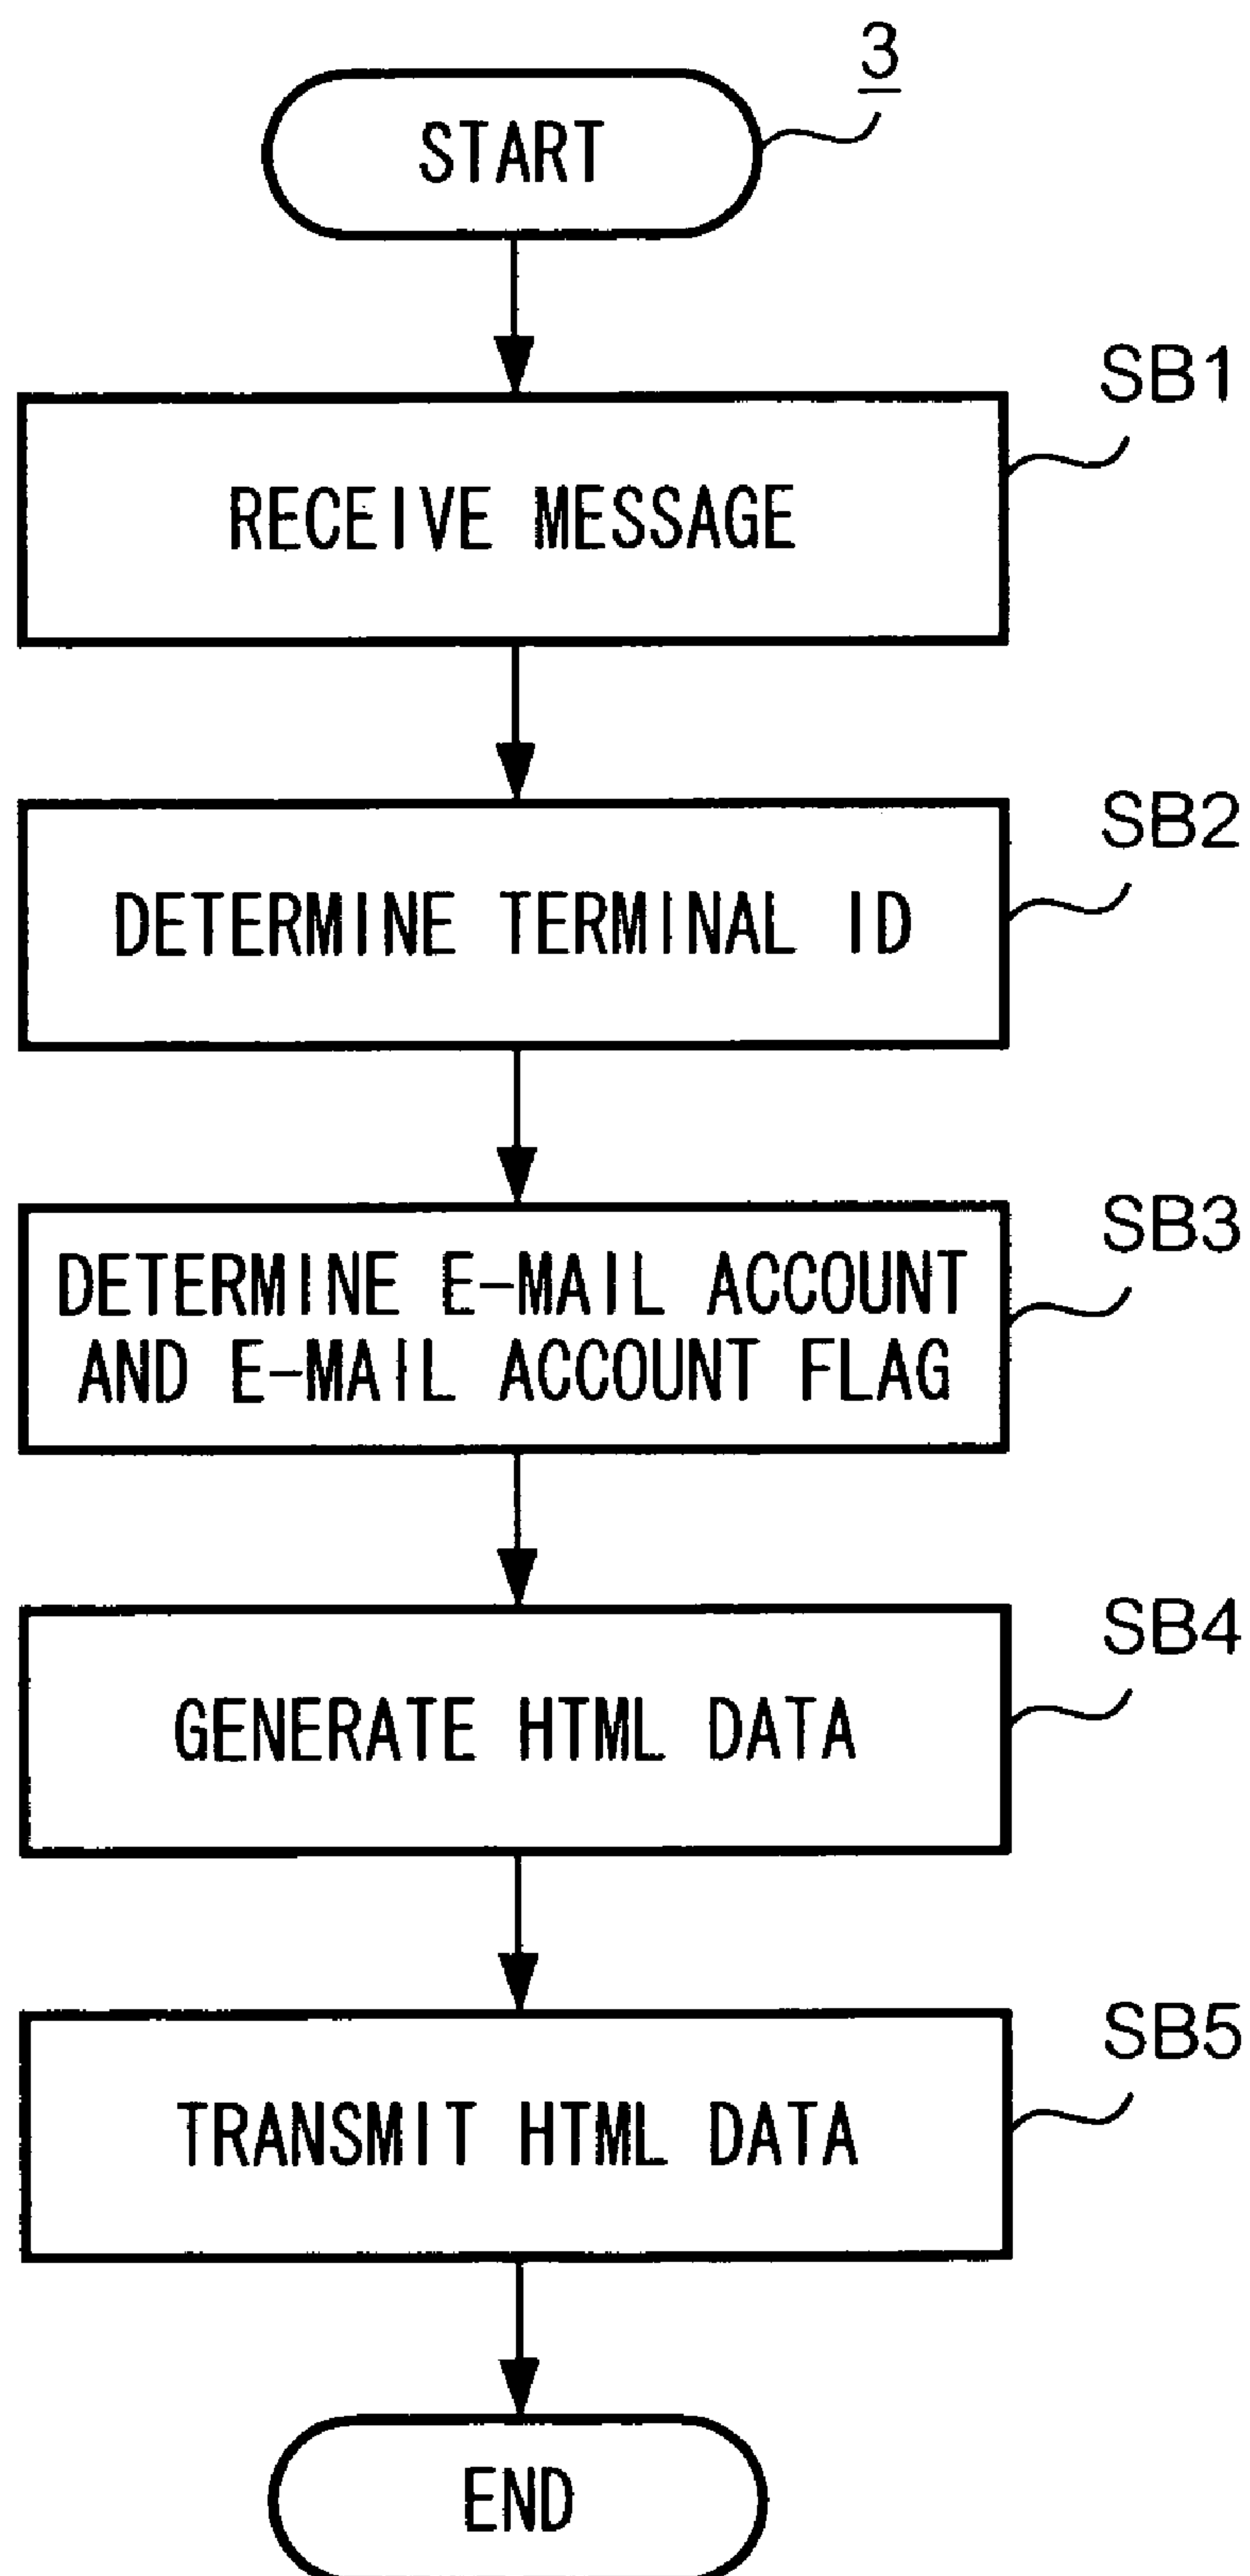 3
START
SB1
RECEIVE MESSAGE
SB2
DETERMINE TERMINAL ID
SB3
DETERMINE E-MAIL ACCOUNT
AND E-MAIL ACCOUNT FLAG
SB4
GENERATE HTML DATA
SB5
TRANSMIT HTML DATA
END